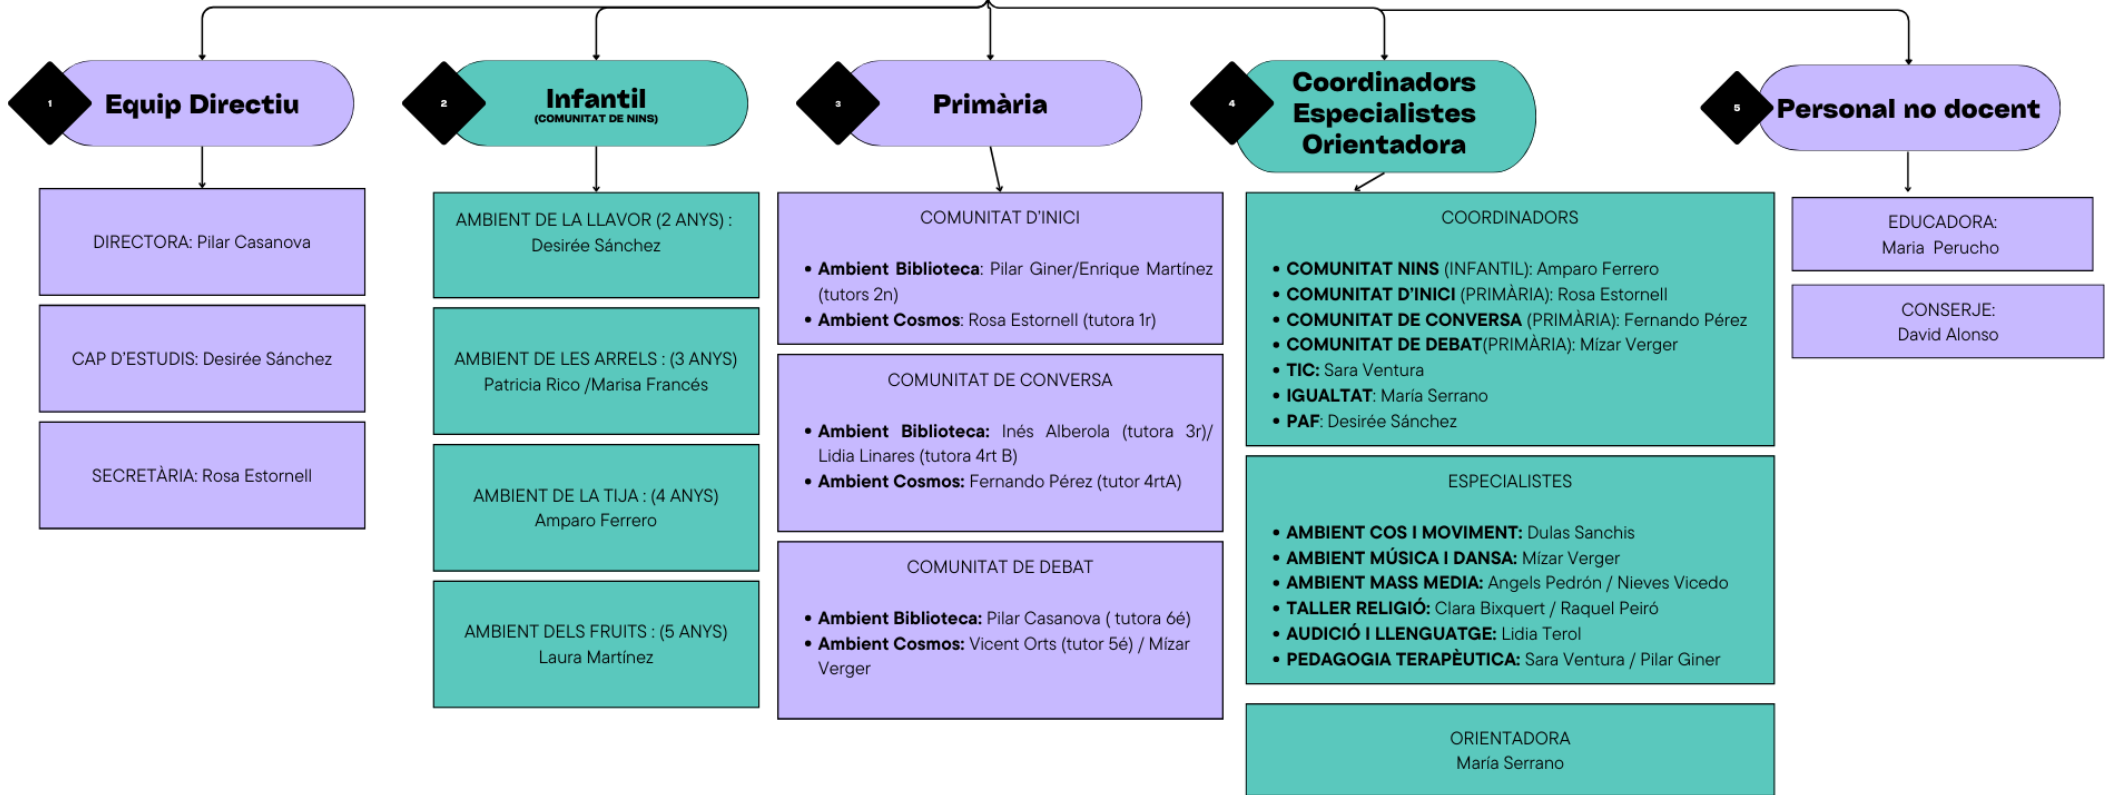 1
Equip Directiu
DIRECTORA: Pilar Casanova
CAP D'ESTUDIS: Desirée Sánchez
SECRETÀRIA: Rosa Estornell
2
Infantil
(COMUNITAT DE NINS)
AMBIENT DE LA LLAVOR (2 ANYS) :
Desirée Sánchez
AMBIENT DE LES ARRELS : (3 ANYS)
Patricia Rico /Marisa Francés
AMBIENT DE LA TIJA : (4 ANYS)
Amparo Ferrero
AMBIENT DELS FRUITS : (5 ANYS)
Laura Martínez
3
Primària
COMUNITAT D'INICI
• Ambient Biblioteca: Pilar Giner/Enrique Martínez
(tutors 2n)
• Ambient Cosmos: Rosa Estornell (tutora 1r)
COMUNITAT DE CONVERSA
• Ambient Biblioteca: Inés Alberola (tutora 3r)/
Lidia Linares (tutora 4rt B)
• Ambient Cosmos: Fernando Pérez (tutor 4rtA)
COMUNITAT DE DEBAT
• Ambient Biblioteca: Pilar Casanova ( tutora 6é)
• Ambient Cosmos: Vicent Orts (tutor 5é) / Mízar
Verger
4
Coordinadors
Especialistes
Orientadora
COORDINADORS
• COMUNITAT NINS (INFANTIL): Amparo Ferrero
• COMUNITAT D'INICI (PRIMÀRIA): Rosa Estornell
• COMUNITAT DE CONVERSA (PRIMÀRIA): Fernando Pérez
• COMUNITAT DE DEBAT(PRIMÀRIA): Mízar Verger
• TIC: Sara Ventura
• IGUALTAT: María Serrano
• PAF: Desirée Sánchez
ESPECIALISTES
• AMBIENT COS I MOVIMENT: Dulas Sanchis
• AMBIENT MÚSICA I DANSA: Mízar Verger
• AMBIENT MASS MEDIA: Angels Pedrón / Nieves Vicedo
• TALLER RELIGIÓ: Clara Bixquert / Raquel Peiró
• AUDICIÓ I LLENGUATGE: Lidia Terol
• PEDAGOGIA TERAPÈUTICA: Sara Ventura / Pilar Giner
ORIENTADORA
María Serrano
5
Personal no docent
EDUCADORA:
Maria Perucho
CONSERJE:
David Alonso